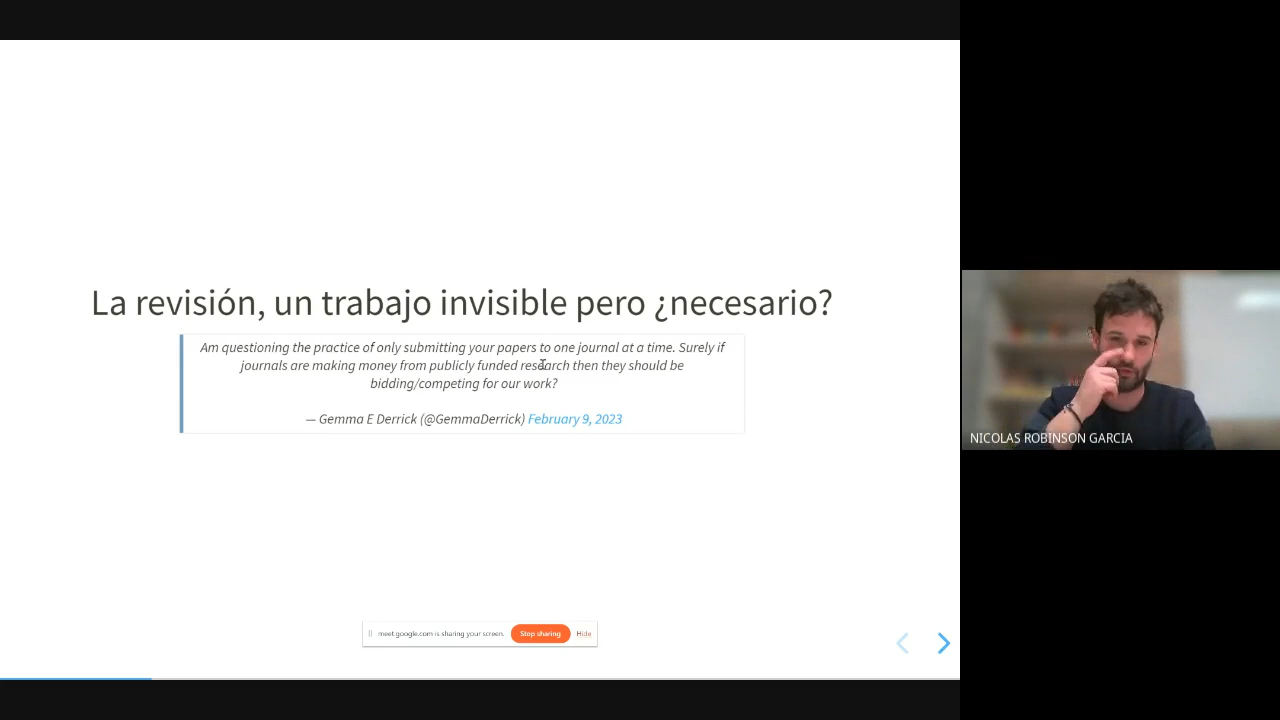 La revisión, un trabajo invisible pero ¿necesario?
Am questioning the practice of only submitting your papers to one journal at a time. Surely if
journals are making money from publicly funded research then they should be
bidding/competing for our work?
— Gemma E Derrick (@GemmaDerrick) February 9, 2023
NICOLAS ROBINSON GARCIA
meet.google.com is sharing your screen. Stop sharing Hide